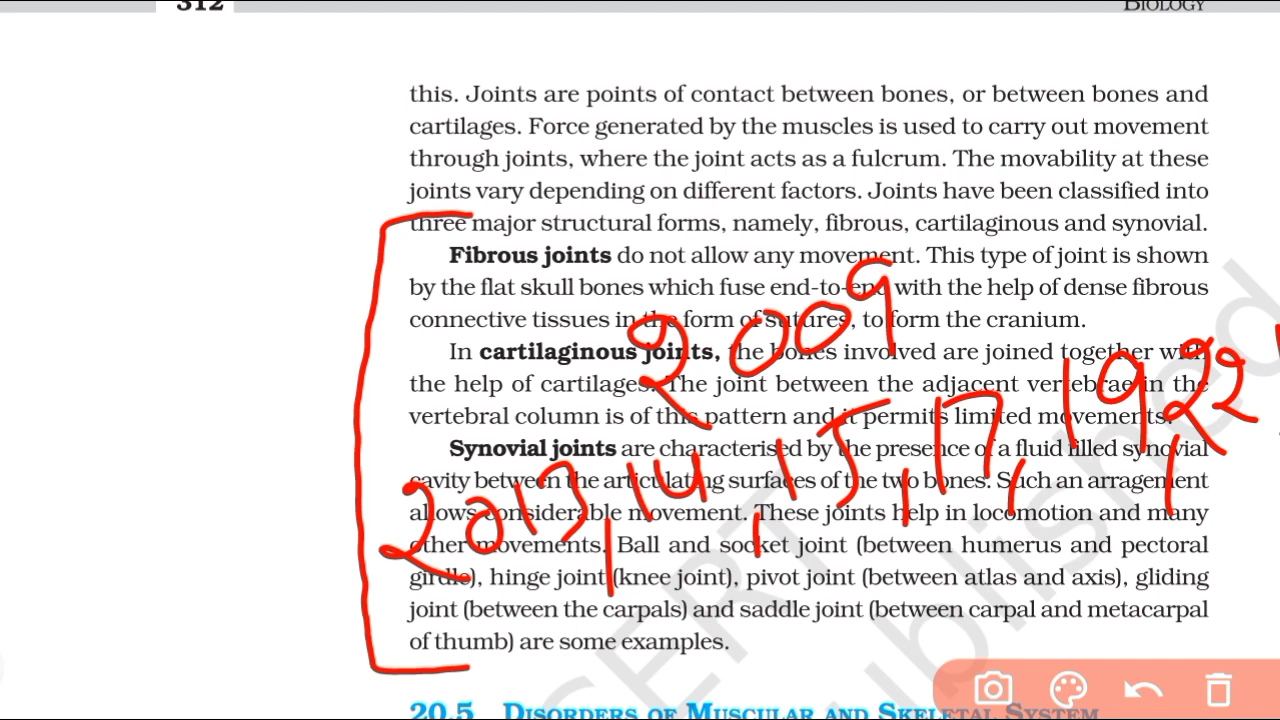 312
BIOLOGY
this. Joints are points of contact between bones, or between bones and
cartilages. Force generated by the muscles is used to carry out movement
through joints, where the joint acts as a fulcrum. The movability at these
joints vary depending on different factors. Joints have been classified into
three major structural forms, namely, fibrous, cartilaginous and synovial.
Fibrous joints do not allow any movement. This type of joint is shown
by the flat skull bones which fuse end-to-end with the help of dense fibrous
connective tissues in the form of sutures, to form the cranium.
2009
In cartilaginous joints, the bones involved are joined together with
the help of cartilages. The joint between the adjacent vertebrae in the
vertebral column is of this pattern and it permits limited movements.
Synovial joints are characterised by the presence of a fluid filled synovial
cavity between the articulating surfaces of the two bones. Such an arragement
2013, 14, 15, 17, 19, 22
allows considerable movement. These joints help in locomotion and many
other movements. Ball and socket joint (between humerus and pectoral
girdle), hinge joint (knee joint), pivot joint (between atlas and axis), gliding
joint (between the carpals) and saddle joint (between carpal and metacarpal
of thumb) are some examples.
20.5 DISORDERS OF MUSCULAR AND SKELETAL SYSTEM